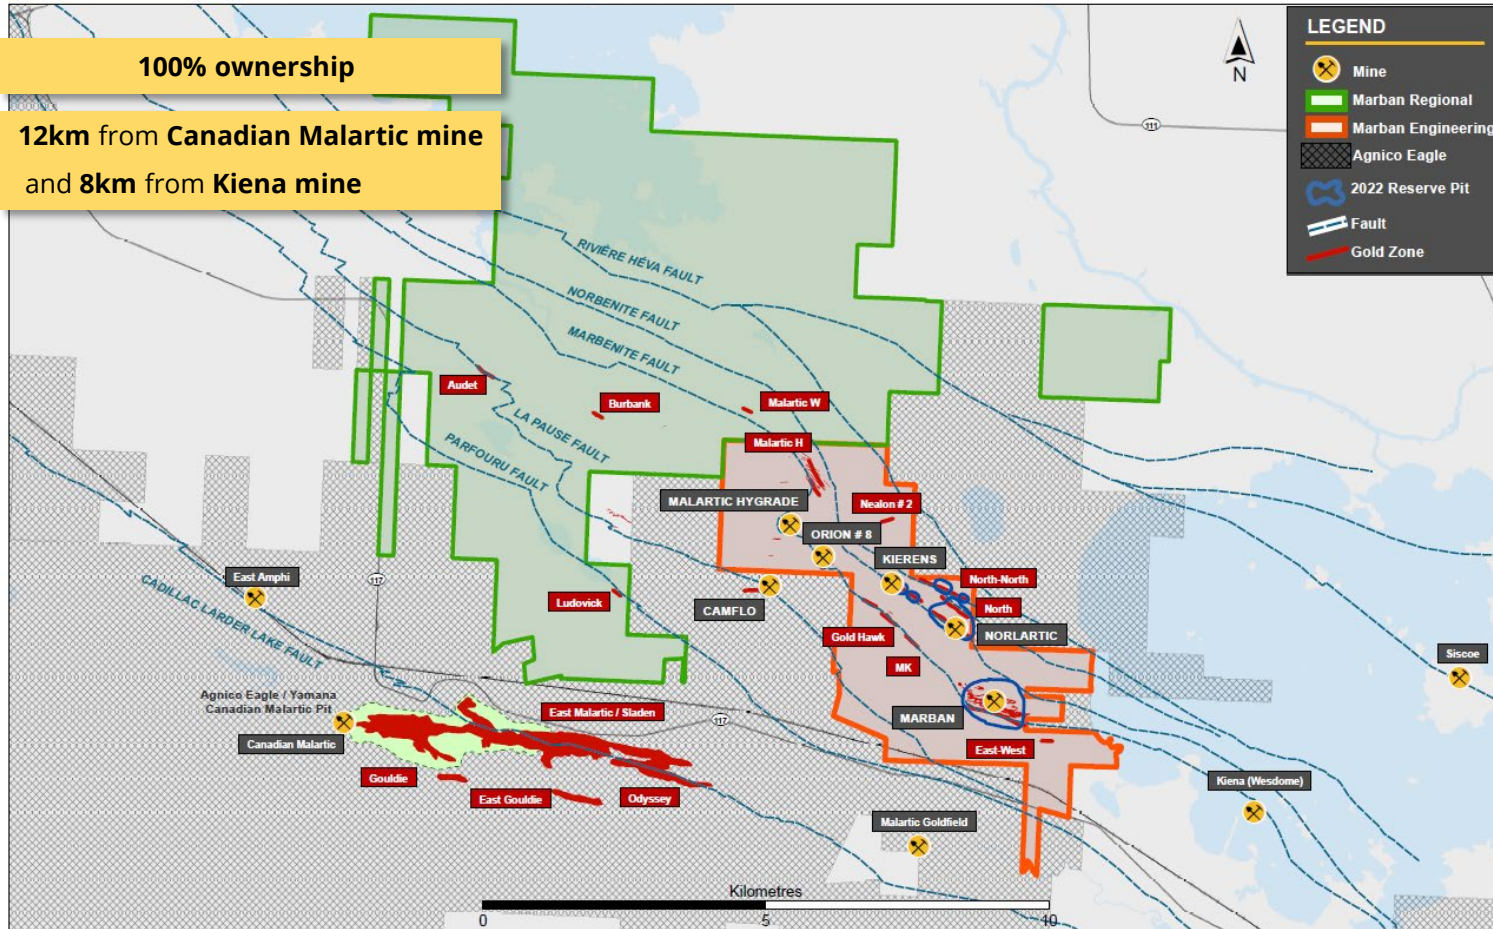 100% ownership
12km from Canadian Malartic mine
and 8km from Kiena mine
N
111
LEGEND
Mine
Marban Regional
Marban Engineering
Agnico Eagle
2022 Reserve Pit
Fault
Gold Zone
RIVIÈRE HÉVA FAULT
NORBENITE FAULT
MARBENITE FAULT
LA PAUSE FAULT
PARFOURU FAULT
CADILLAC LARDER LAKE FAULT
Audet
Burbank
Malartic W
Malartic H
MALARTIC HYGRADE
Nealon # 2
ORION # 8
KIERENS
East Amphi
117
Ludovick
CAMFLO
North-North
North
Gold Hawk
NORLARTIC
MK
Siscoe
Agnico Eagle / Yamana
Canadian Malartic Pit
Canadian Malartic
East Malartic / Sladen
117
MARBAN
East-West
Gouldie
East Gouldie
Odyssey
Kiena (Wesdome)
Malartic Goldfield
Kilometres
0
5
10